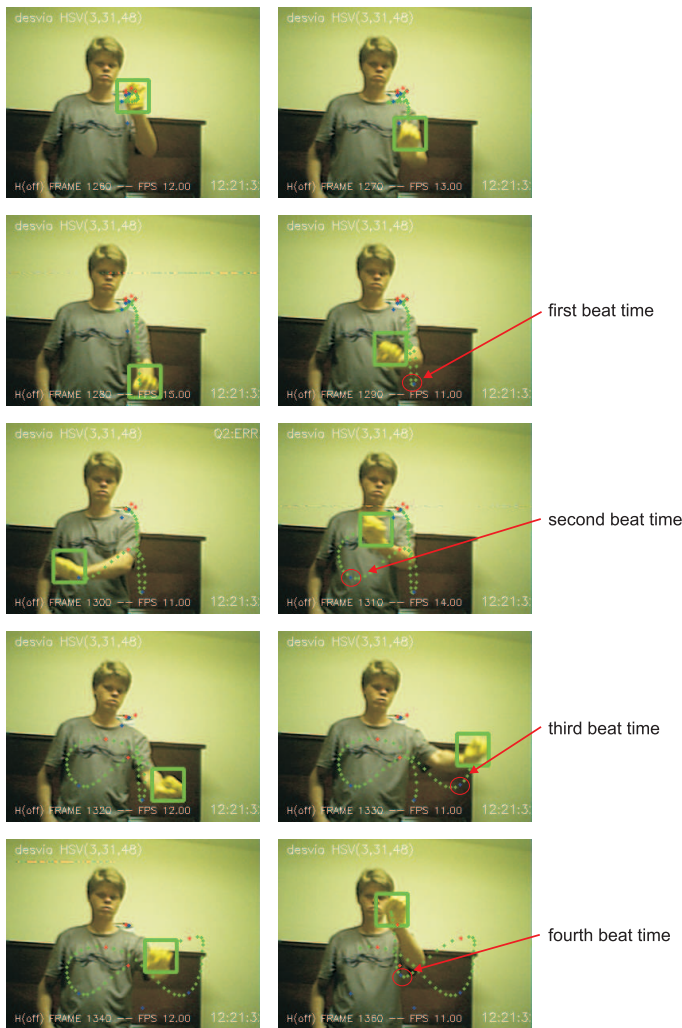 desvio HSV(3,31,48)
H(off) FRAME 1260 -- FPS 12.00 12:21:3
desvio HSV(3,31,48)
H(off) FRAME 1270 -- FPS 13.00 12:21:3
desvio HSV(3,31,48)
H(off) FRAME 1280 -- FPS 15.00 12:21:3
desvio HSV(3,31,48)
H(off) FRAME 1290 -- FPS 11.00 12:21:3
first beat time
desvio HSV(3,31,48) Q2:ERR
H(off) FRAME 1300 -- FPS 11.00 12:21:3
desvio HSV(3,31,48)
H(off) FRAME 1310 -- FPS 14.00 12:21:3
second beat time
desvio HSV(3,31,48)
H(off) FRAME 1320 -- FPS 12.00 12:21:3
desvio HSV(3,31,48)
H(off) FRAME 1330 -- FPS 11.00 12:21:3
third beat time
desvio HSV(3,31,48)
H(off) FRAME 1340 -- FPS 12.00 12:21:3
desvio HSV(3,31,48)
H(off) FRAME 1360 -- FPS 11.00 12:21:3
fourth beat time